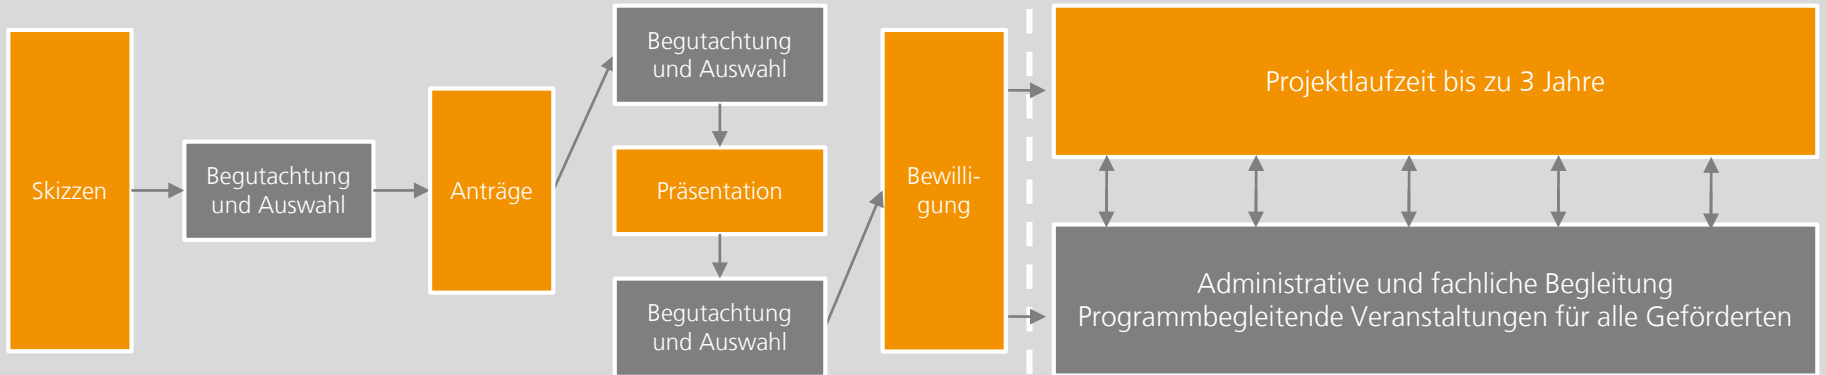 Skizzen
Begutachtung
und Auswahl
Anträge
Begutachtung
und Auswahl
Präsentation
Begutachtung
und Auswahl
Bewilli-
gung
Projektlaufzeit bis zu 3 Jahre
Administrative und fachliche Begleitung
Programmbegleitende Veranstaltungen für alle Geförderten